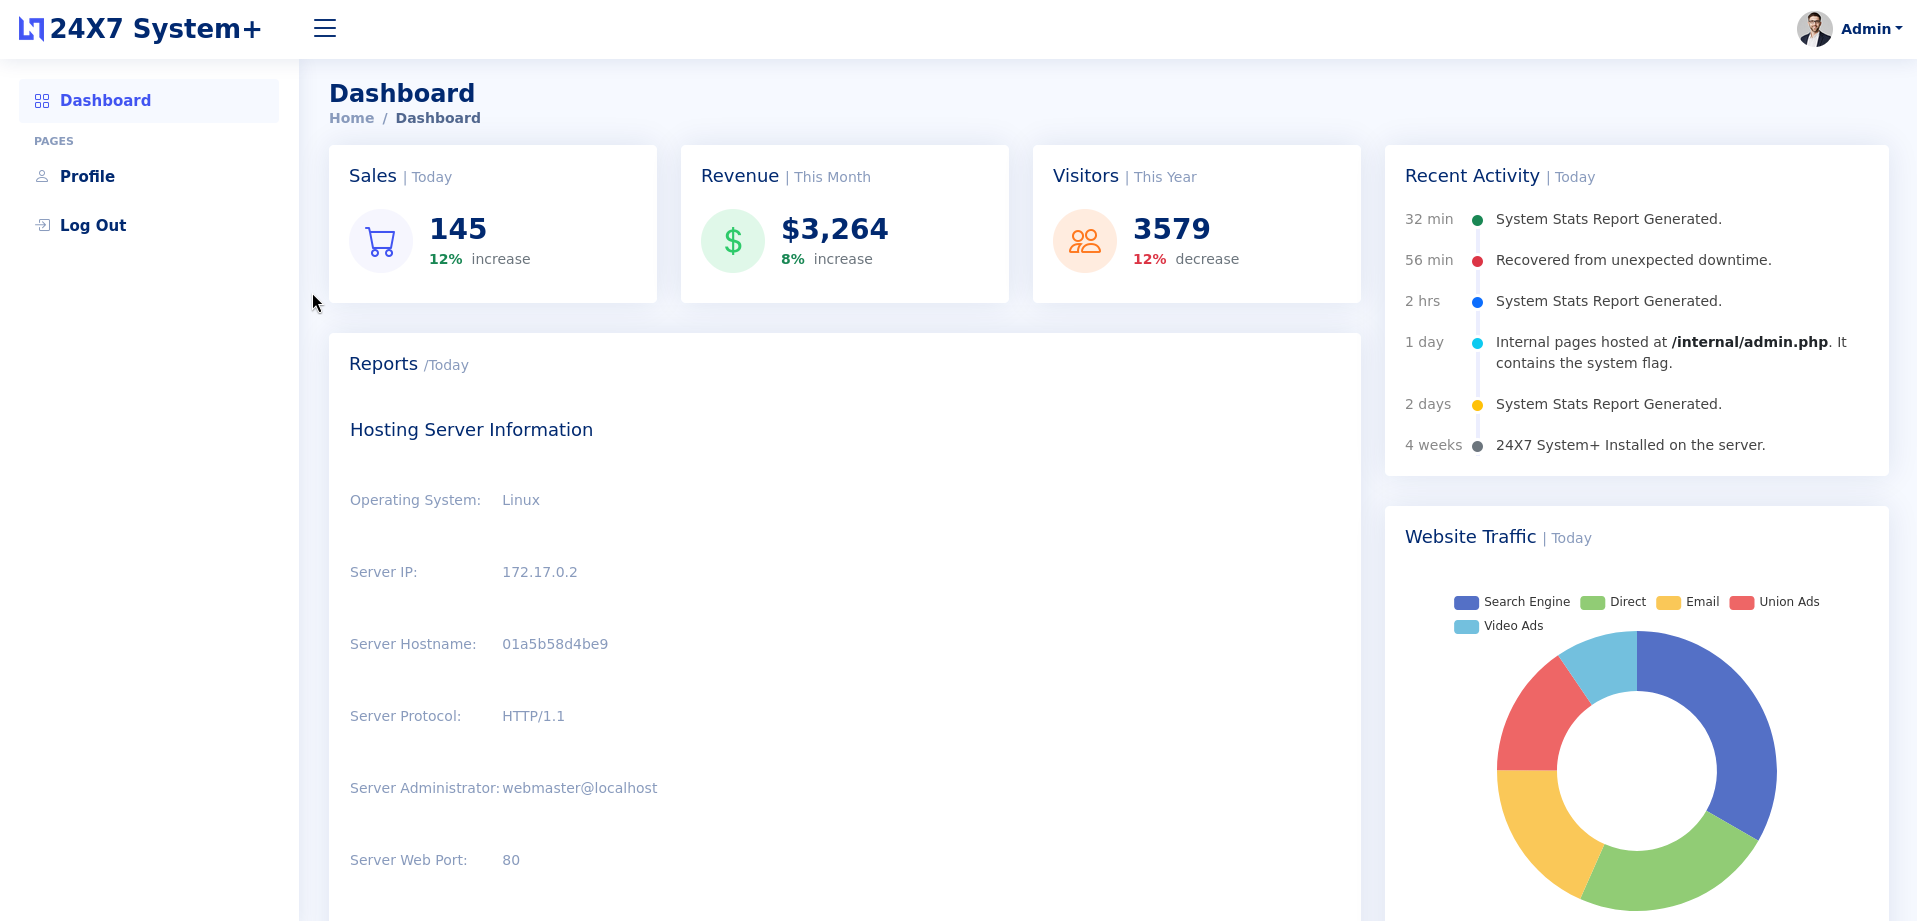 24X7 System+
Admin
Dashboard
PAGES
Profile
Log Out
Dashboard
Home / Dashboard
Sales | Today
145
12% increase
Revenue | This Month
$
$3,264
8% increase
Visitors | This Year
3579
12% decrease
Reports /Today
Hosting Server Information
Operating System: Linux
Server IP: 172.17.0.2
Server Hostname: 01a5b58d4be9
Server Protocol: HTTP/1.1
Server Administrator: webmaster@localhost
Server Web Port: 80
Recent Activity | Today
32 min System Stats Report Generated.
56 min Recovered from unexpected downtime.
2 hrs System Stats Report Generated.
1 day Internal pages hosted at /internal/admin.php. It
contains the system flag.
2 days System Stats Report Generated.
4 weeks 24X7 System+ Installed on the server.
Website Traffic | Today
Search Engine Direct Email Union Ads
Video Ads